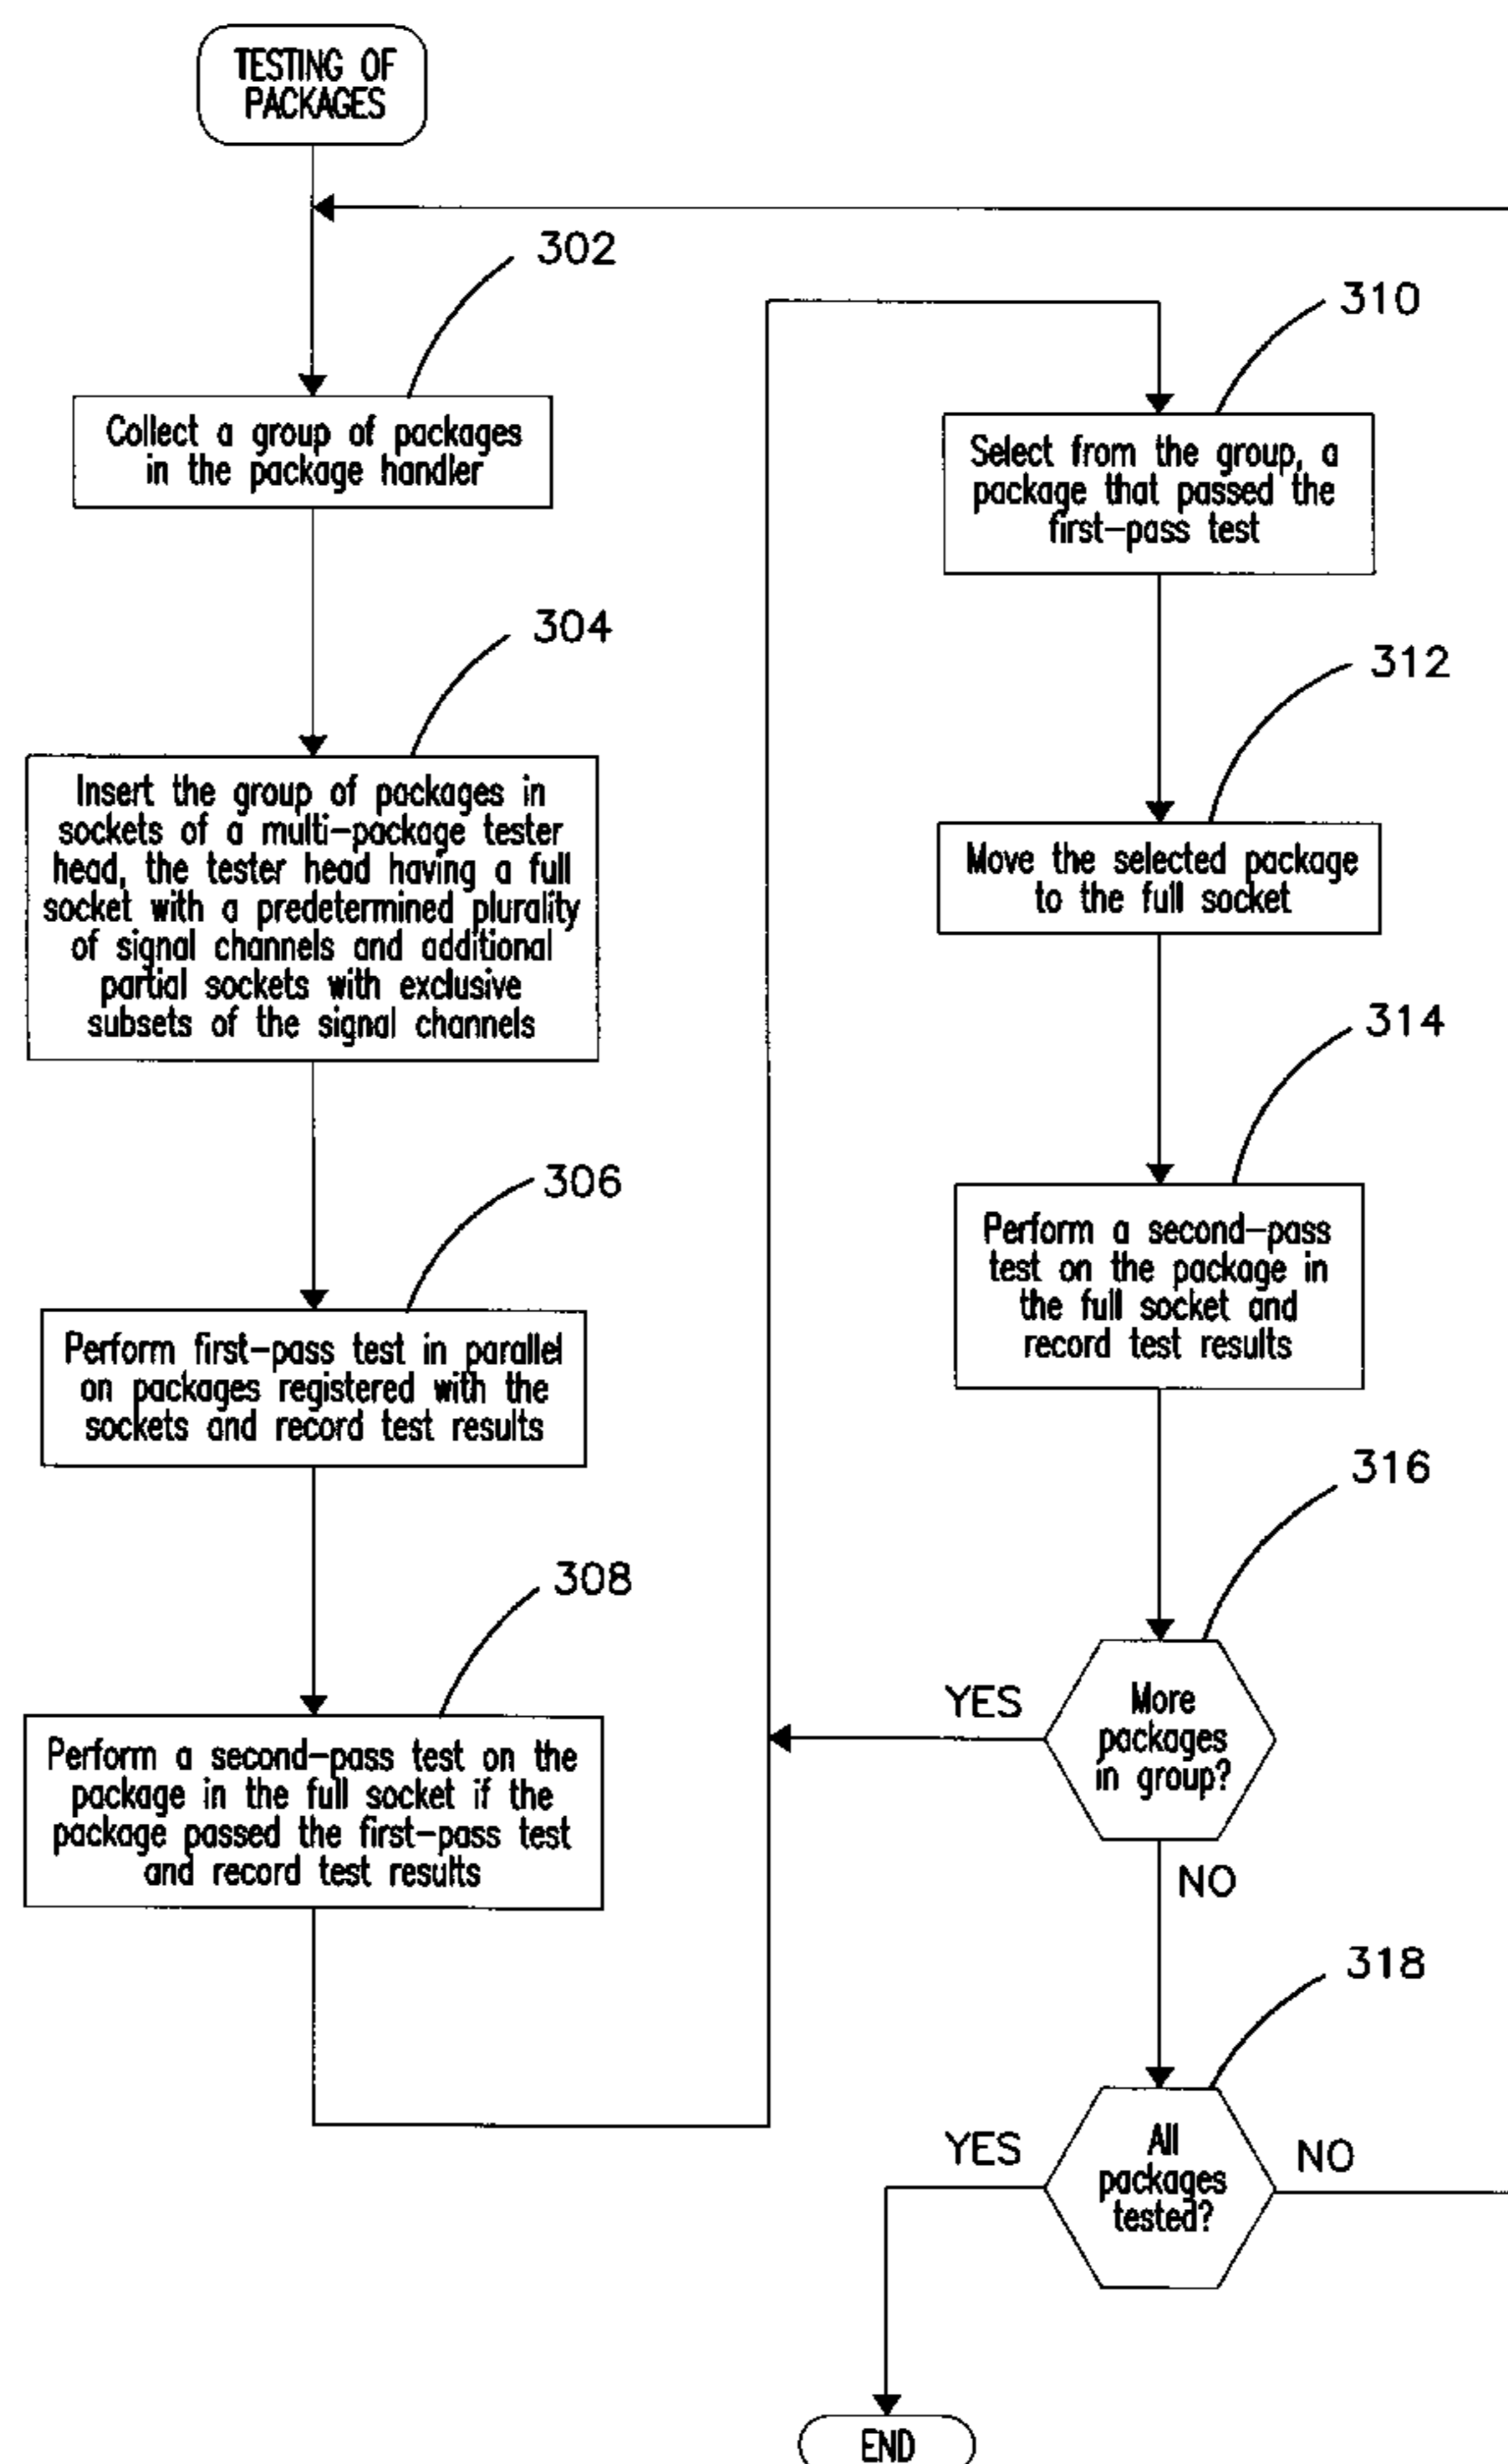 TESTING OF
PACKAGES
302
Collect a group of packages
in the package handler
304
Insert the group of packages in
sockets of a multi-package tester
head, the tester head having a full
socket with a predetermined plurality
of signal channels and additional
partial sockets with exclusive
subsets of the signal channels
306
Perform first-pass test in parallel
on packages registered with the
sockets and record test results
308
Perform a second-pass test on the
package in the full socket if the
package passed the first-pass test
and record test results
310
Select from the group, a
package that passed the
first-pass test
312
Move the selected package
to the full socket
314
Perform a second-pass
test on the package in
the full socket and
record test results
316
YES
More
packages
in group?
NO
318
YES
All
packages
tested?
NO
END